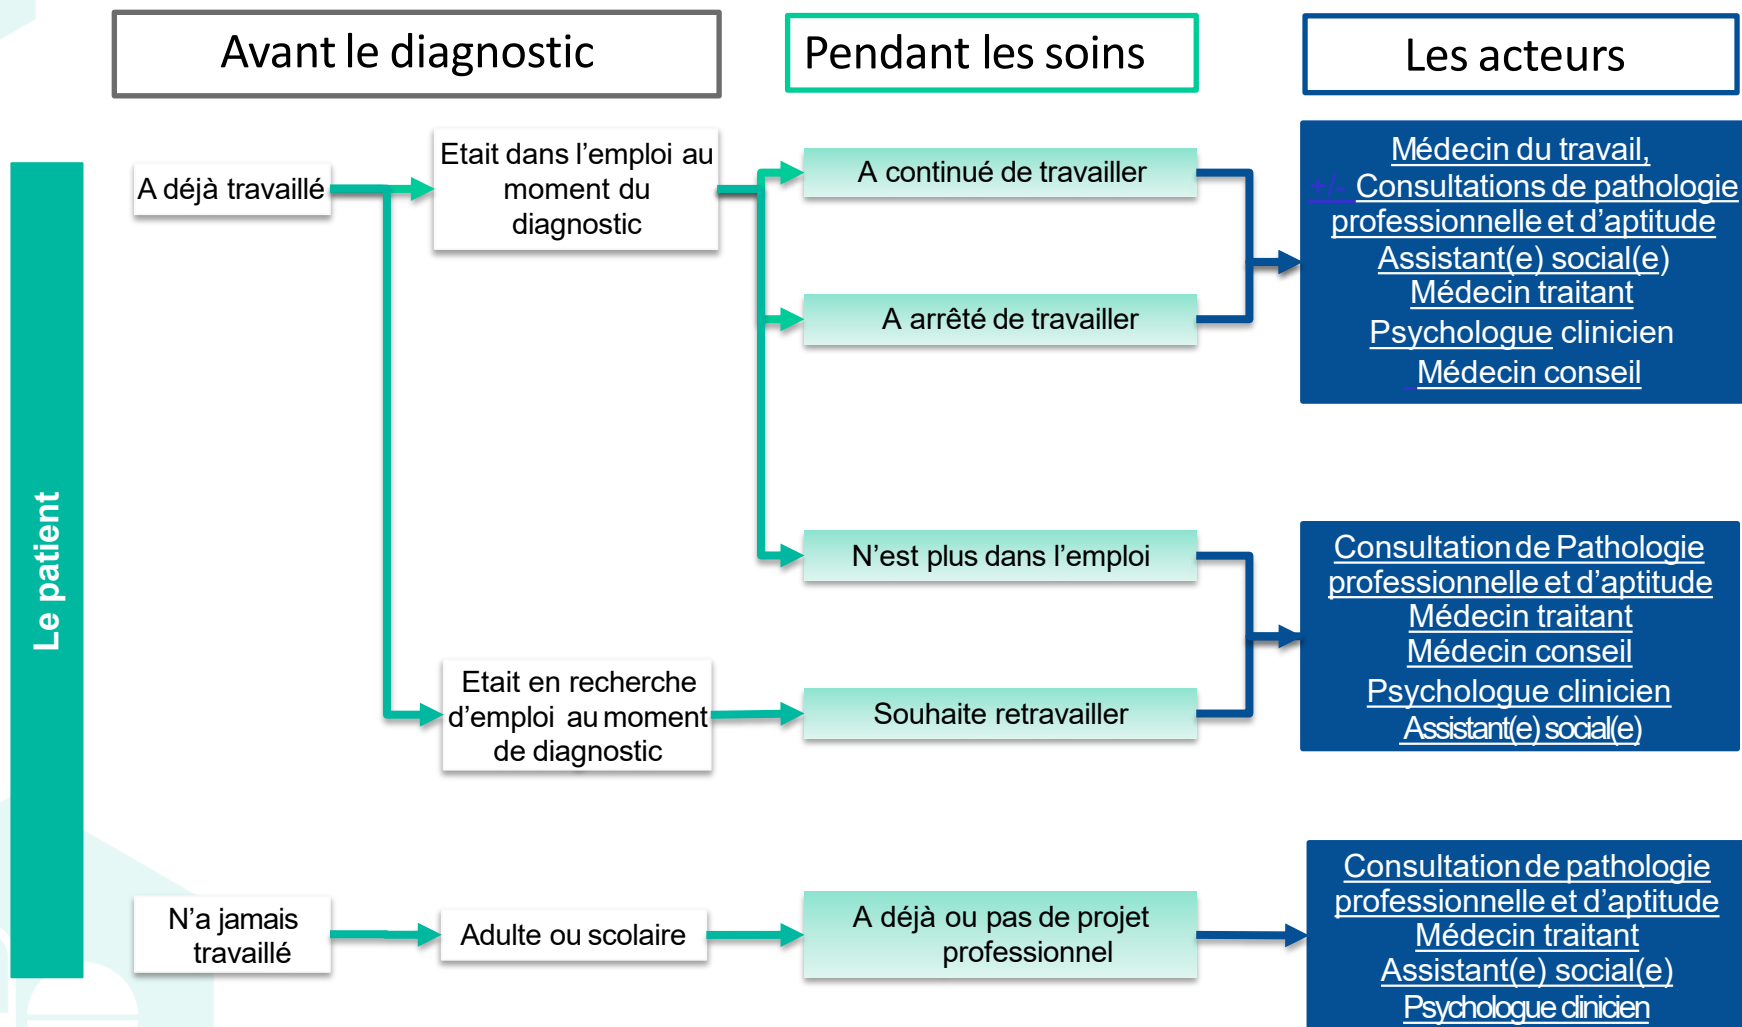 Avant le diagnostic
Pendant les soins
Les acteurs
Le patient
A déjà travaillé
Etait dans l’emploi au
moment du
diagnostic
A continué de travailler
A arrêté de travailler
Médecin du travail,
+/- Consultations de pathologie
professionnelle et d’aptitude
Assistant(e) social(e)
Médecin traitant
Psychologue clinicien
Médecin conseil
N’est plus dans l’emploi
Etait en recherche
d’emploi au moment
de diagnostic
Souhaite retravailler
Consultation de Pathologie
professionnelle et d’aptitude
Médecin traitant
Médecin conseil
Psychologue clinicien
Assistant(e) social(e)
N’a jamais
travaillé
Adulte ou scolaire
A déjà ou pas de projet
professionnel
Consultation de pathologie
professionnelle et d’aptitude
Médecin traitant
Assistant(e) social(e)
Psychologue clinicien